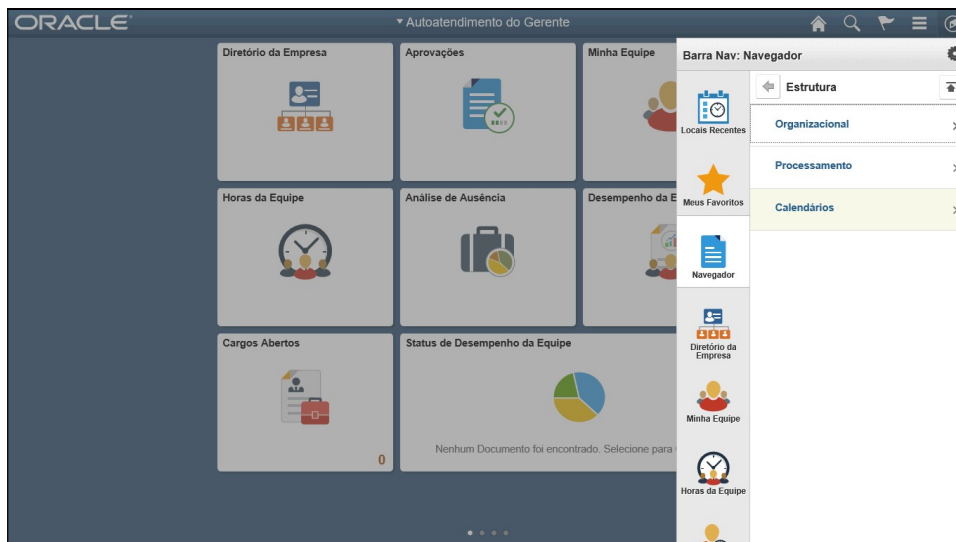 ORACLE
Autoatendimento do Gerente
Diretório da Empresa
Aprovações
Minha Equipe
Horas da Equipe
Análise de Ausência
Desempenho da E
Cargos Abertos
0
Status de Desempenho da Equipe
Nenhum Documento foi encontrado. Selecione para
Barra Nav: Navegador
Locais Recentes
Meus Favoritos
Navegador
Diretório da
Empresa
Minha Equipe
Horas da Equipe
Estrutura
Organizacional
Processamento
Calendários